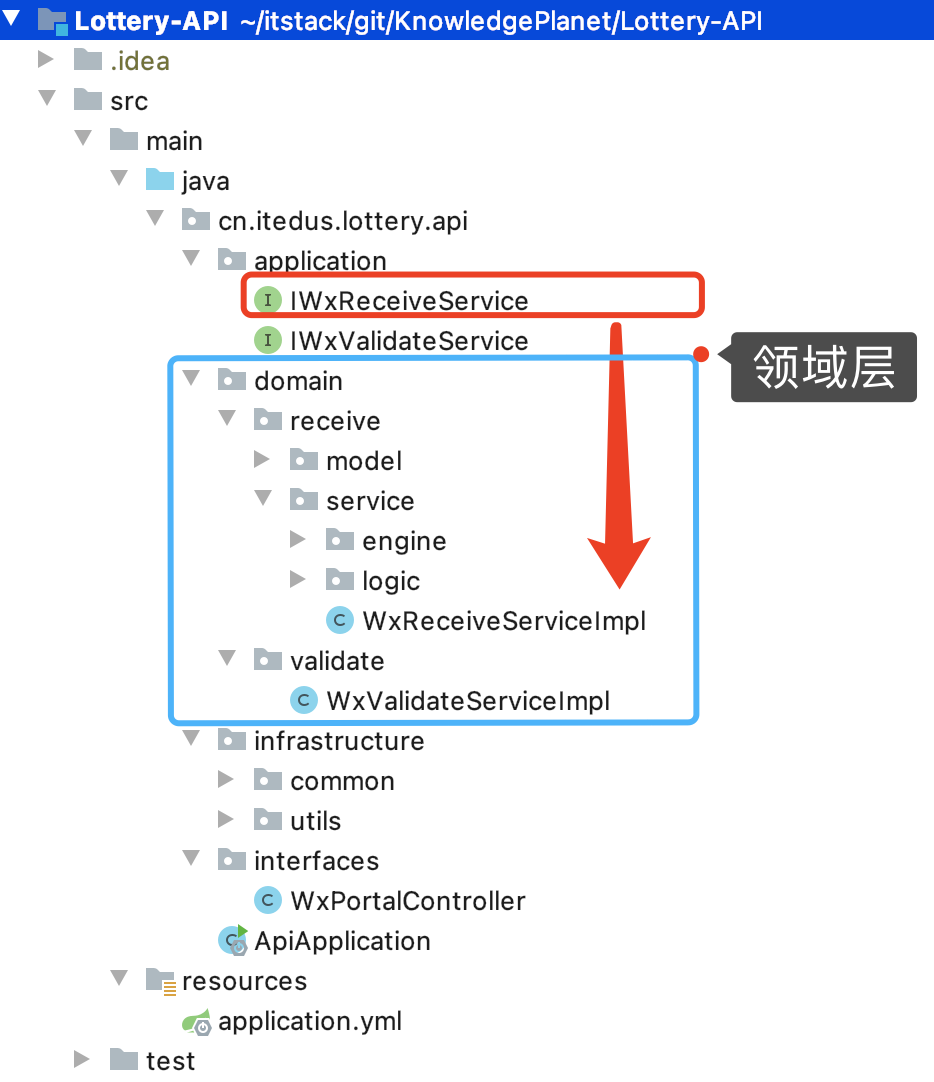 Lottery-API ~/itstack/git/KnowledgePlanet/Lottery-API
.idea
src
main
java
cn.itedus.lottery.api
application
I IWxReceiveService
I IWxValidateService
领域层
domain
receive
model
service
engine
logic
C WxReceiveServiceImpl
validate
C WxValidateServiceImpl
infrastructure
common
utils
interfaces
C WxPortalController
C ApiApplication
resources
application.yml
test